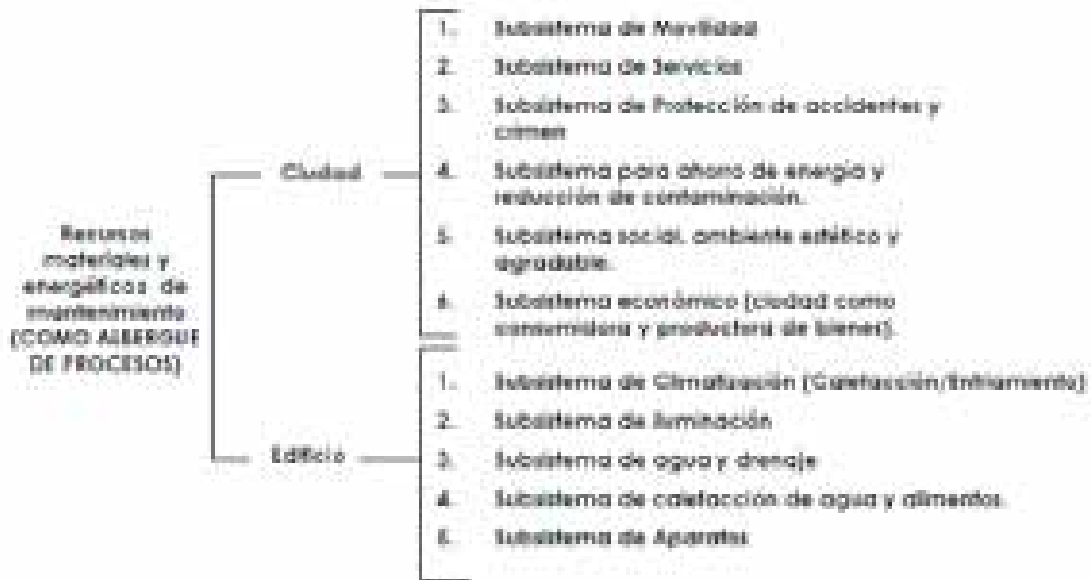 Recursos
materiales y
energéticos de
mantenimiento
(COMO ALBERGUE
DE PROCESOS)
Ciudad
1. Subsistema de Movilidad
2. Subsistema de Servicios
3. Subsistema de Protección de accidentes y
crimen
4. Subsistema para ahorro de energía y
reducción de contaminación.
5. Subsistema social, ambiente estético y
agradable.
6. Subsistema económico (ciudad como
consumidora y productora de bienes).
Edificio
1. Subsistema de Climatización (Calefacción/Enfriamiento)
2. Subsistema de iluminación
3. Subsistema de agua y drenaje
4. Subsistema de calefacción de agua y alimentos.
5. Subsistema de Aparatos